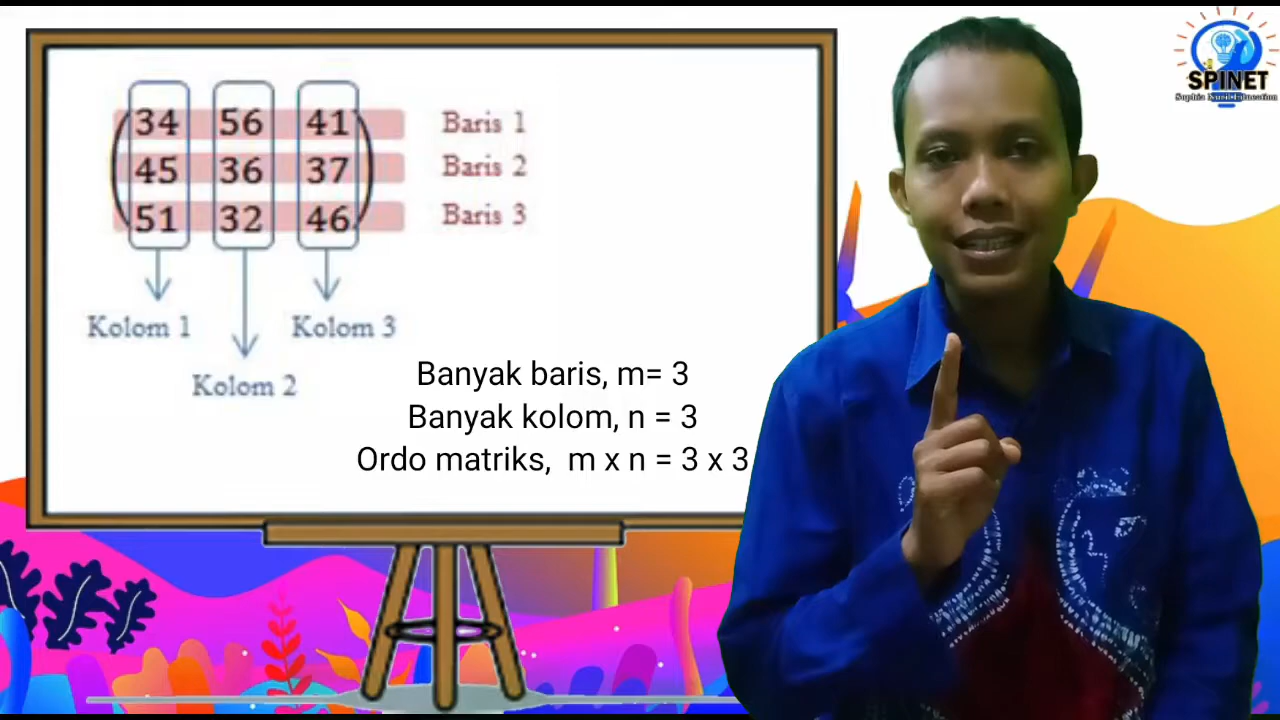 34 56 41 Baris 1
45 36 37 Baris 2
51 32 46 Baris 3
Kolom 1 Kolom 3
Kolom 2
Banyak baris, m= 3
Banyak kolom, n = 3
Ordo matriks, m x n = 3 x 3
SPINET